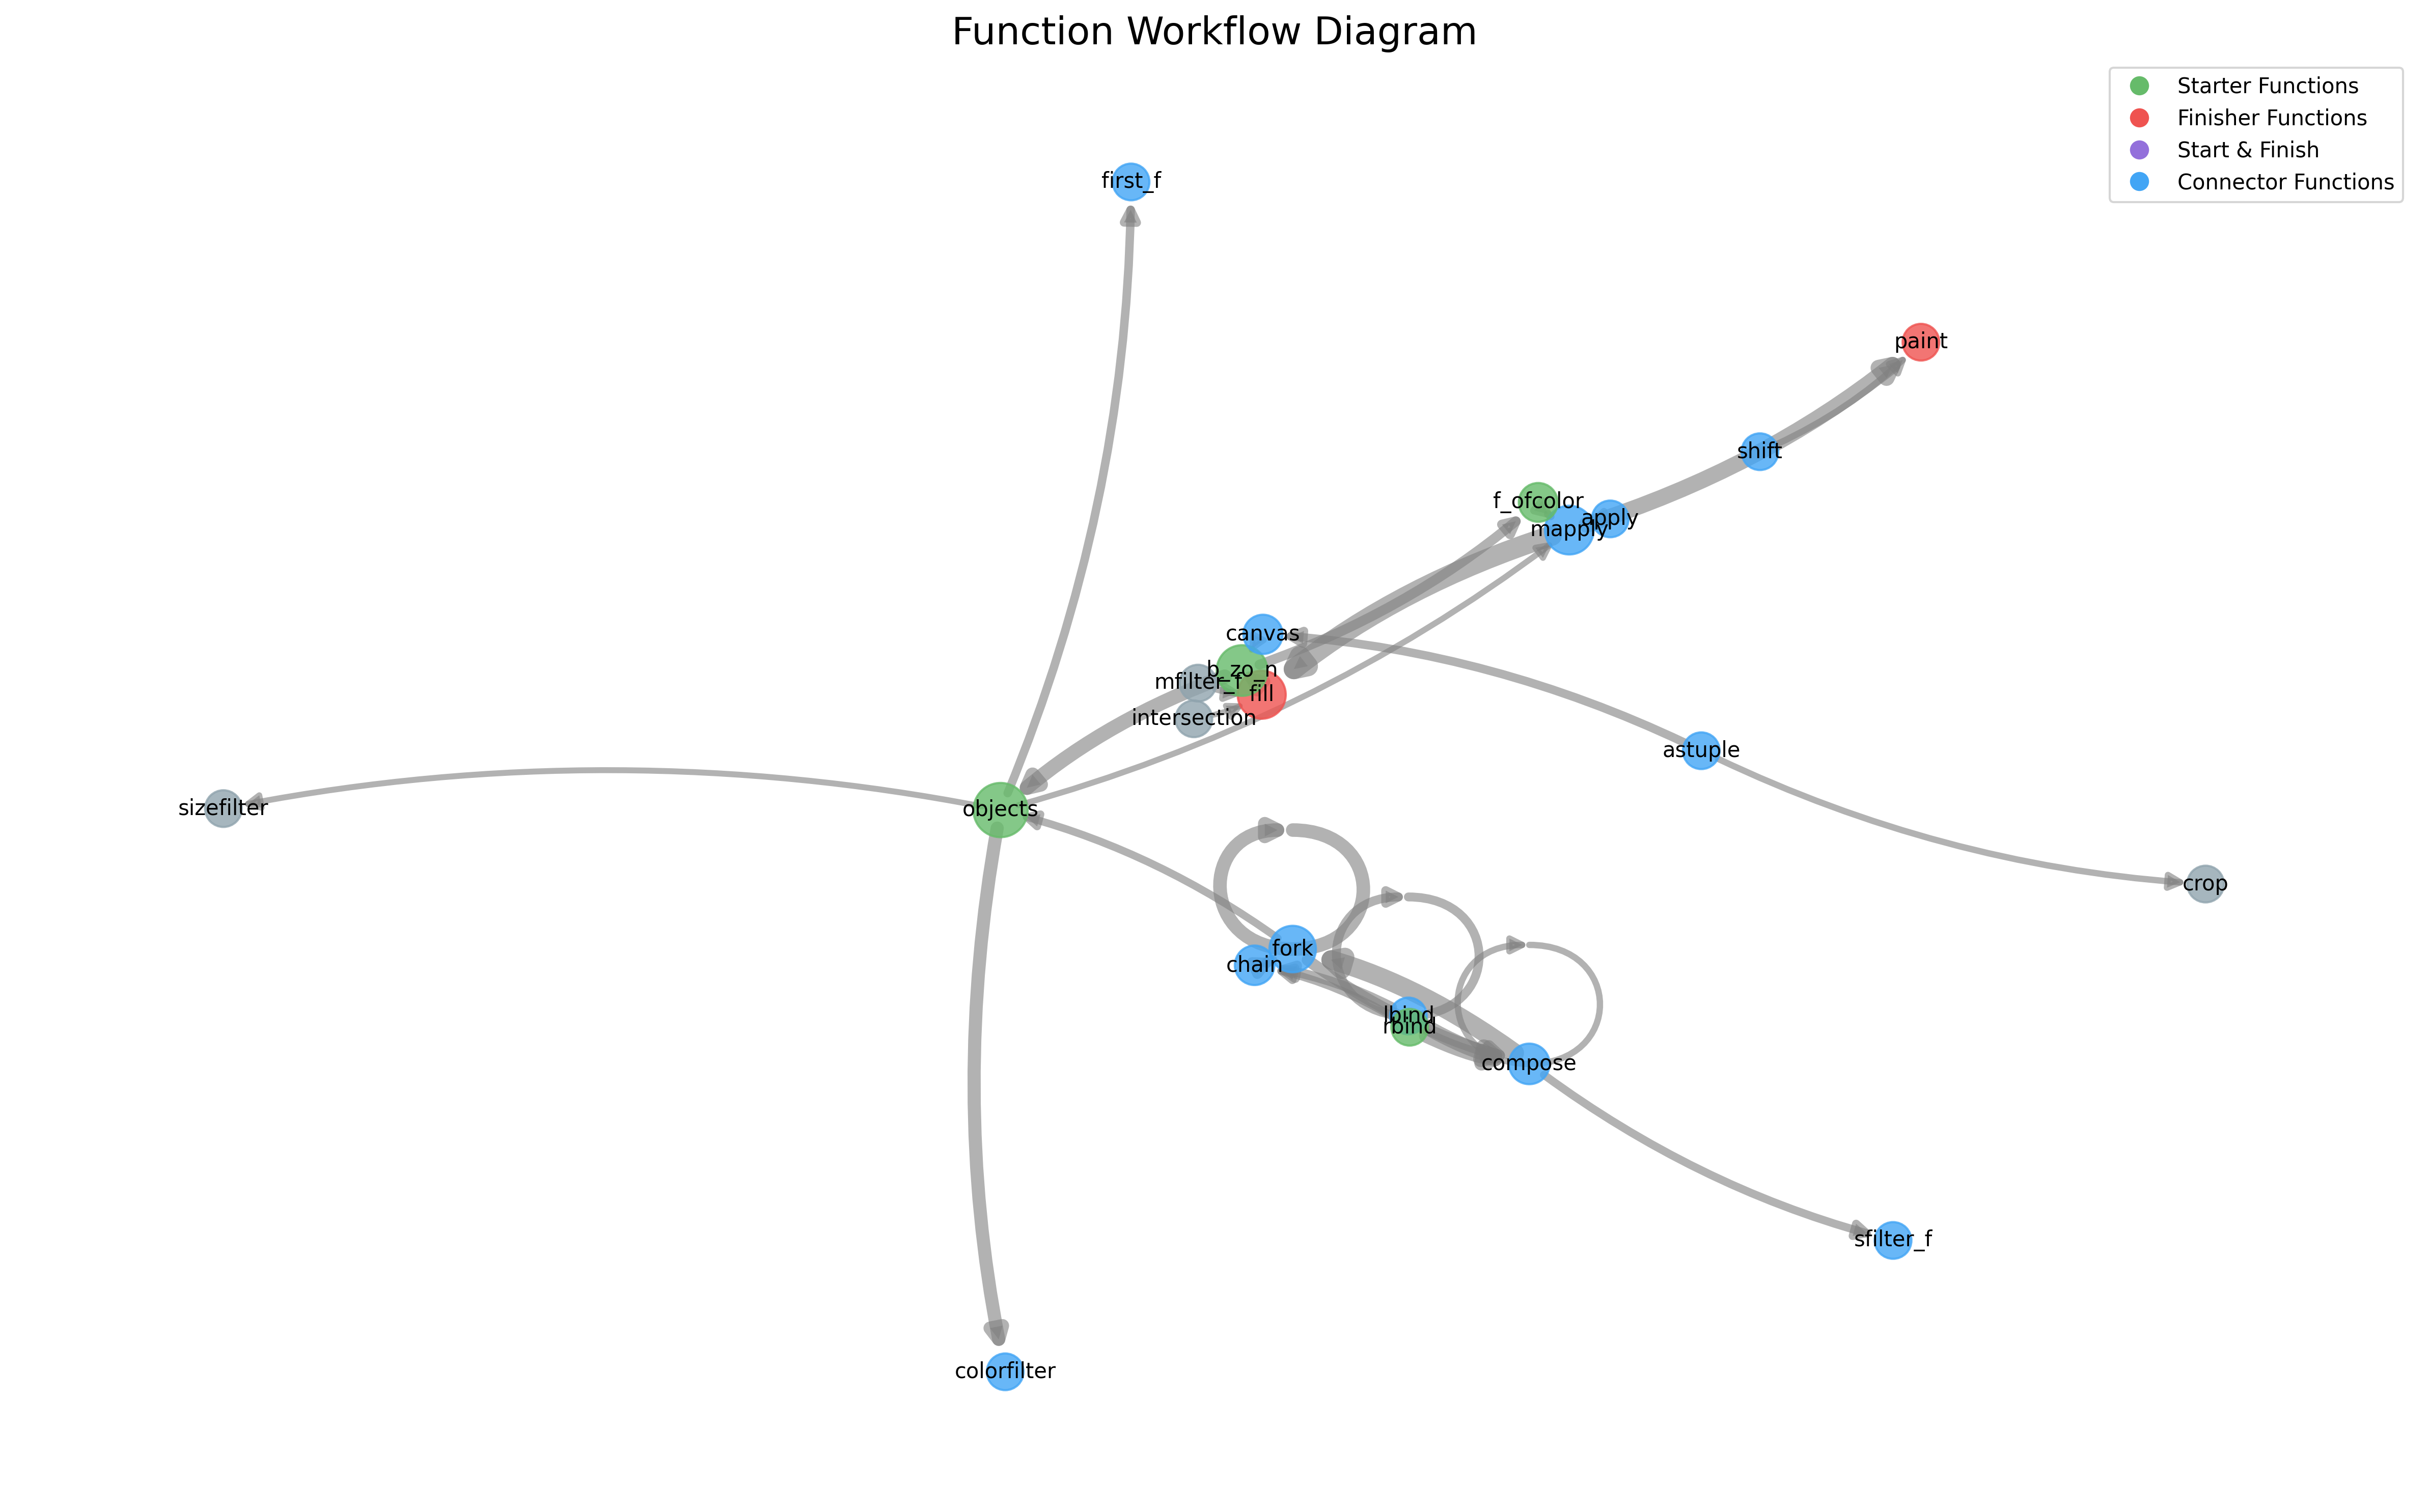 Function Workflow Diagram
Starter Functions
Finisher Functions
Start & Finish
Connector Functions
first_f
paint
shift
f_ofcolor
apply
mapply
canvas
b_zo_n
mfilter_f
fill
intersection
astuple
sizefilter
objects
crop
fork
chain
lbind
rbind
compose
sfilter_f
colorfilter